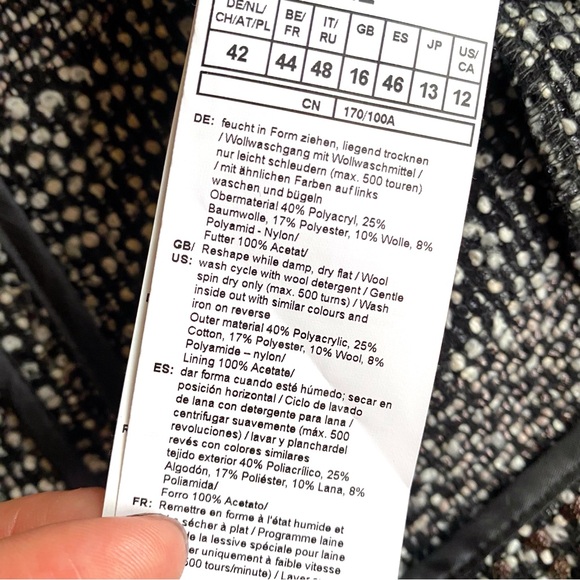 DE/NL/ BE/ IT/ GB ES JP US/
CH/AT/PL FR RU CA
42 44 48 16 46 13 12
CN 170/100A
DE: feucht in Form ziehen, liegend trocknen
/ Wollwaschgang mit Wollwaschmittel /
nur leicht schleudern (max. 500 touren)
/ mit ähnlichen Farben auf links
waschen und bügeln
Obermaterial 40% Polyacryl, 25%
Baumwolle, 17% Polyester, 10% Wolle, 8%
Polyamid - Nylon/
Futter 100% Acetat/
GB/ Reshape while damp, dry flat / Wool
US: wash cycle with wool detergent / Gentle
spin dry only (max. 500 turns) / Wash
inside out with similar colours and
iron on reverse
Outer material 40% Polyacrylic, 25%
Cotton, 17% Polyester, 10% Wool, 8%
Polyamide – nylon/
Lining 100% Acetate/
ES: dar forma cuando esté húmedo; secar en
posición horizontal / Ciclo de lavado
de lana con detergente para lana /
centrifugar suavemente (máx. 500
revoluciones) / lavar y planchardel
revés con colores similares
tejido exterior 40% Poliacrílico, 25%
Algodón, 17% Poliéster, 10% Lana, 8%
Poliamida/
Forro 100% Acetato/
FR: Remettre en forme à l'état humide et
sécher à plat / Programme laine
de la lessive spéciale pour laine
uniquement à faible vitesse
500 tours/minute) /